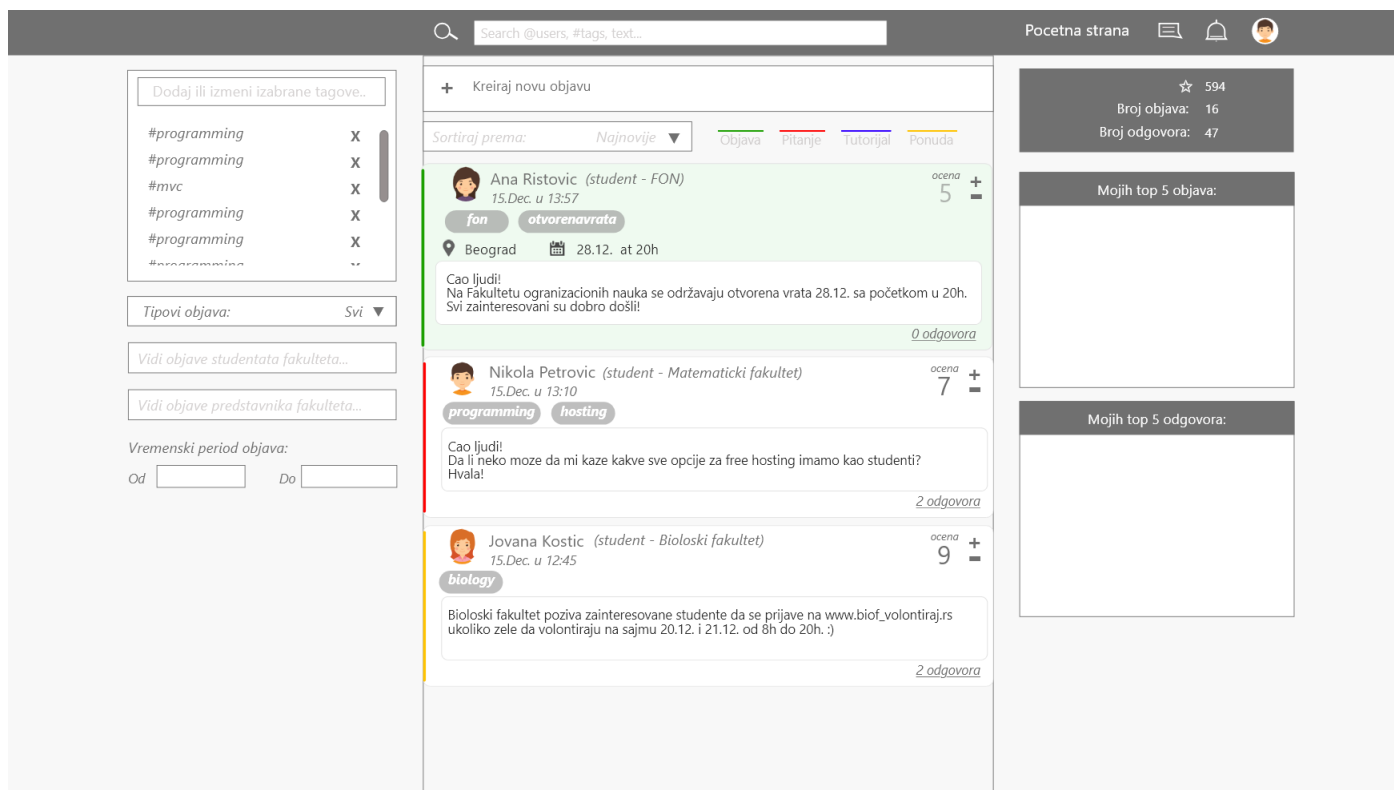 Search @users, #tags, text...
Pocetna strana
Dodaj ili izmeni izabrane tagove..
#programming X
#programming X
#mvc X
#programming X
#programming X
#programming X
Tipovi objava: Svi
Vidi objave studentata fakulteta...
Vidi objave predstavnika fakulteta...
Vremenski period objava:
Od Do
+ Kreiraj novu objavu
Sortiraj prema: Najnovije
Objava Pitanje Tutorijal Ponuda
Ana Ristovic (student - FON)
15.Dec. u 13:57
ocena
5
fon otvorenavrata
Beograd 28.12. at 20h
Cao ljudi!
Na Fakultetu ogranizacionih nauka se održavaju otvorena vrata 28.12. sa početkom u 20h.
Svi zainteresovani su dobro došli!
0 odgovora
Nikola Petrovic (student - Matematicki fakultet)
15.Dec. u 13:10
ocena
7
programming hosting
Cao ljudi!
Da li neko moze da mi kaze kakve sve opcije za free hosting imamo kao studenti?
Hvala!
2 odgovora
Jovana Kostic (student - Bioloski fakultet)
15.Dec. u 12:45
ocena
9
biology
Bioloski fakultet poziva zainteresovane studente da se prijave na www.biof_volontiraj.rs
ukoliko zele da volontiraju na sajmu 20.12. i 21.12. od 8h do 20h. :)
2 odgovora
594
Broj objava: 16
Broj odgovora: 47
Mojih top 5 objava:
Mojih top 5 odgovora: